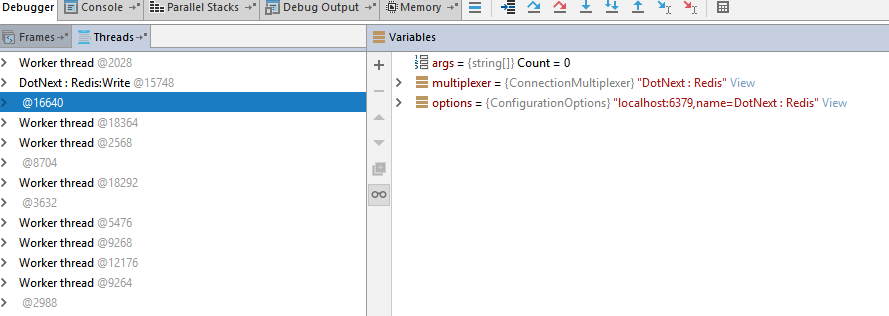 Debugger Console Parallel Stacks Debug Output Memory
Frames Threads Variables
Worker thread @2028
DotNext : Redis:Write @15748
@16640
Worker thread @18364
Worker thread @2568
@8704
Worker thread @18292
@3632
Worker thread @5476
Worker thread @9268
Worker thread @12176
Worker thread @9264
@2988
args = {string[]} Count = 0
multiplexer = {ConnectionMultiplexer} "DotNext : Redis" View
options = {ConfigurationOptions} "localhost:6379,name=DotNext : Redis" View